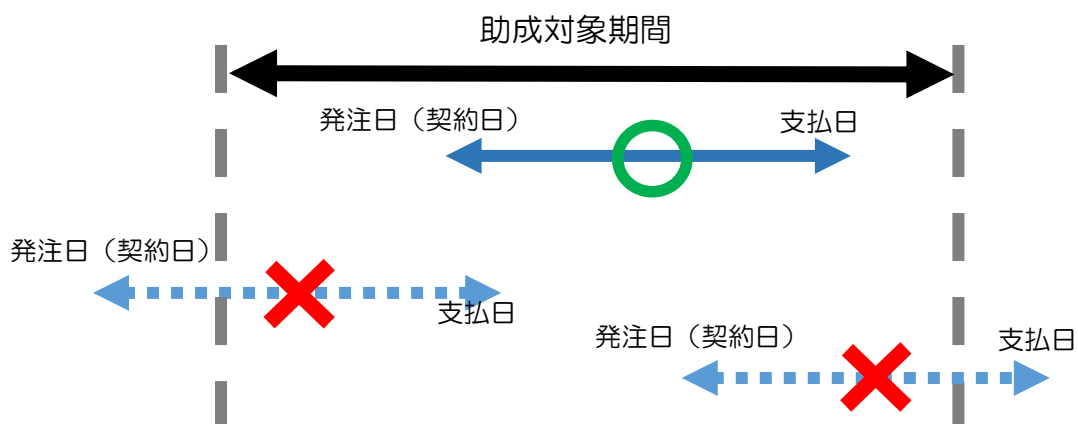 助成対象期間
発注日（契約日）
支払日
発注日（契約日）
支払日
発注日（契約日）
支払日